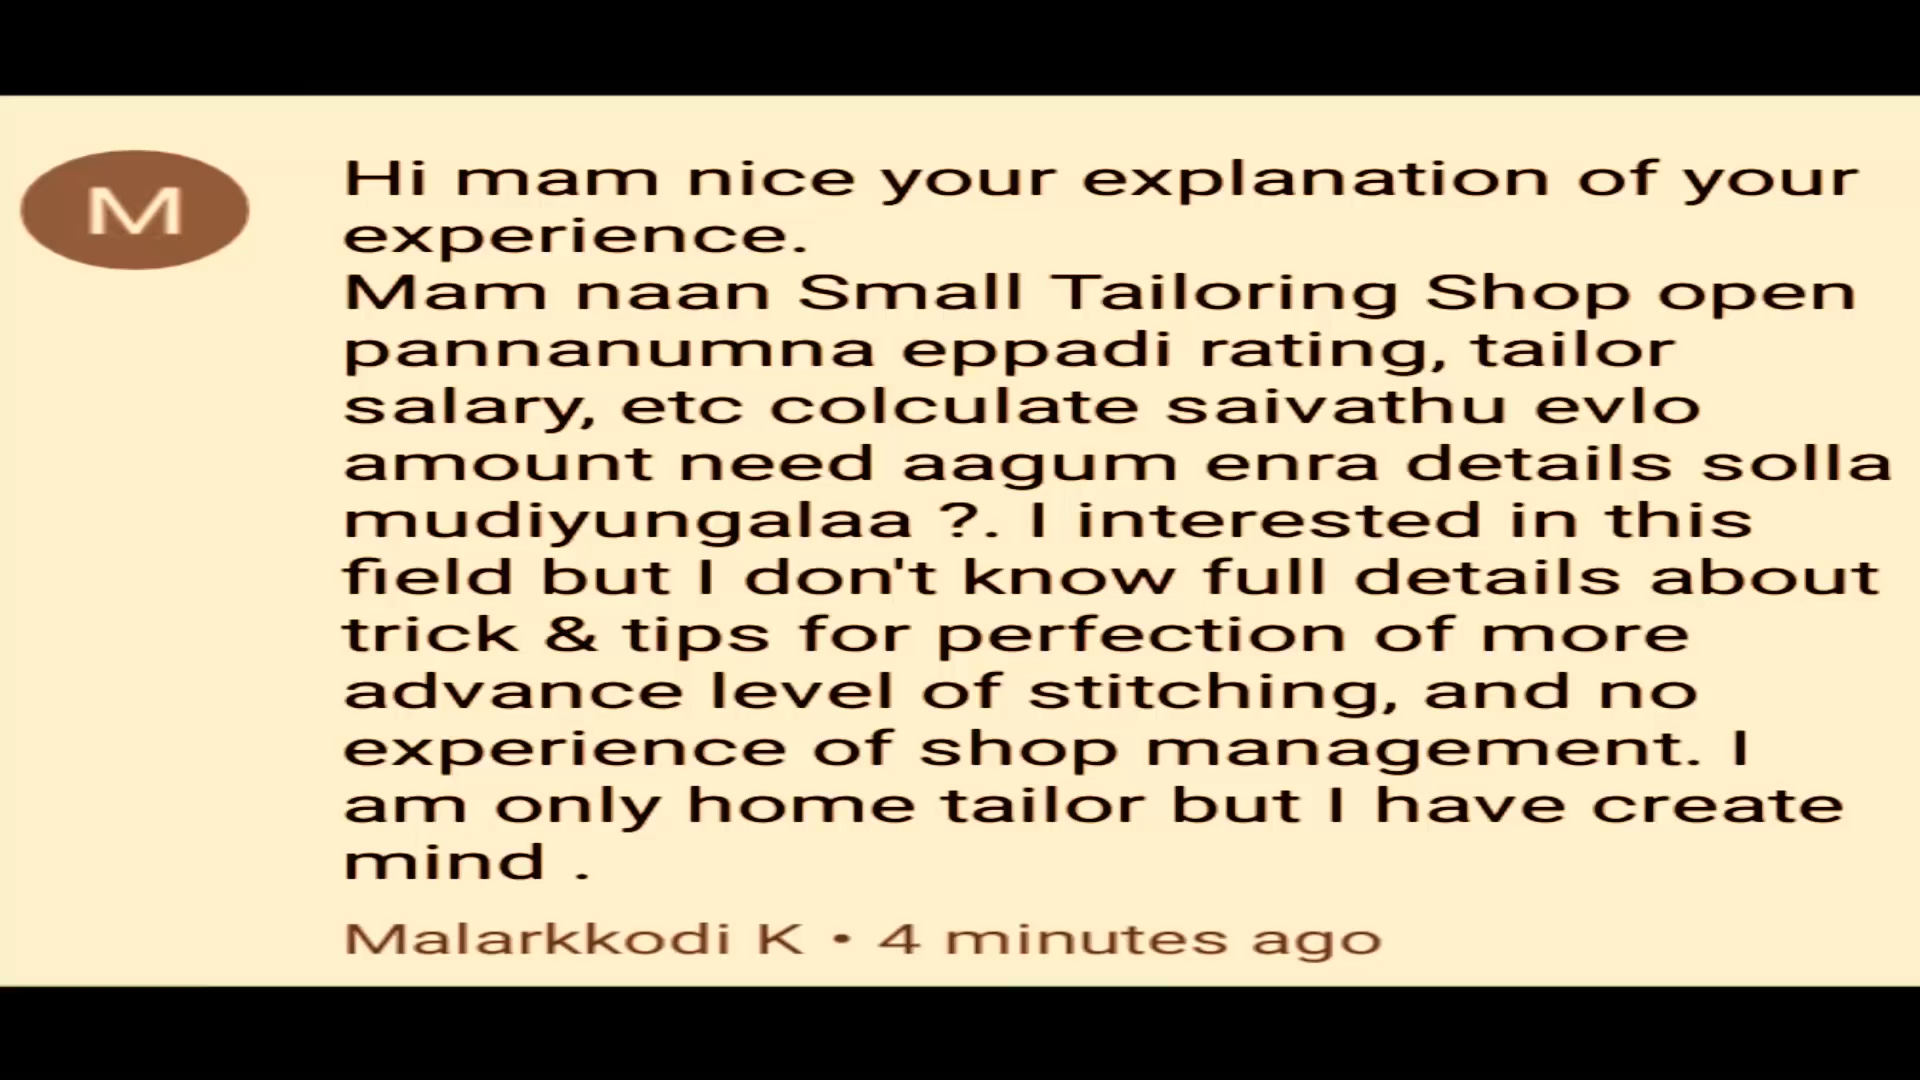 M
Hi mam nice your explanation of your
experience.
Mam naan Small Tailoring Shop open
pannanumna eppadi rating, tailor
salary, etc colculate saivathu evlo
amount need aagum enra details solla
mudiyungalaa ?. I interested in this
field but I don't know full details about
trick & tips for perfection of more
advance level of stitching, and no
experience of shop management. I
am only home tailor but I have create
mind .
Malarkkodi K • 4 minutes ago